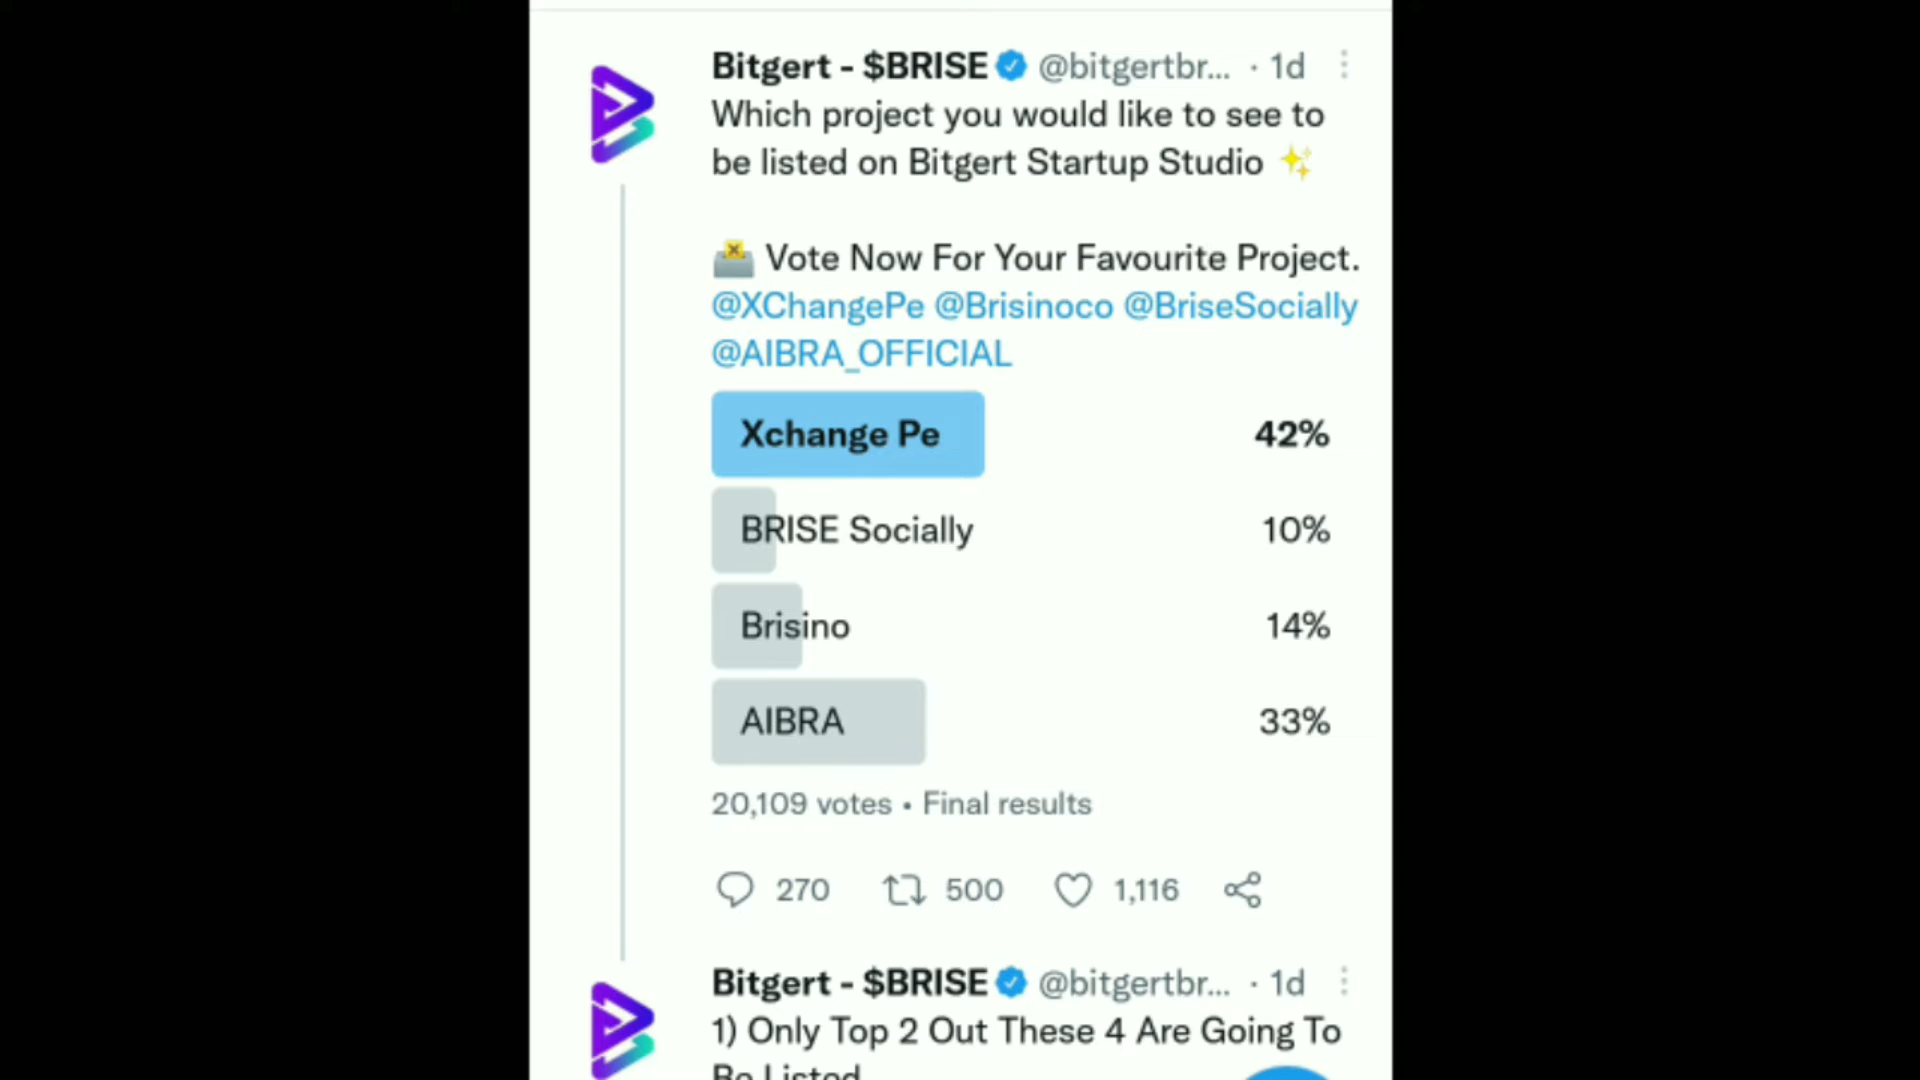 Bitgert - $BRISE @bitgertbr... · 1d
Which project you would like to see to
be listed on Bitgert Startup Studio ✨
🗳️ Vote Now For Your Favourite Project.
@XChangePe @Brisinoco @BriseSocially
@AIBRA_OFFICIAL
Xchange Pe 42%
BRISE Socially 10%
Brisino 14%
AIBRA 33%
20,109 votes • Final results
270 500 1,116
Bitgert - $BRISE @bitgertbr... · 1d
1) Only Top 2 Out These 4 Are Going To
Be Listed